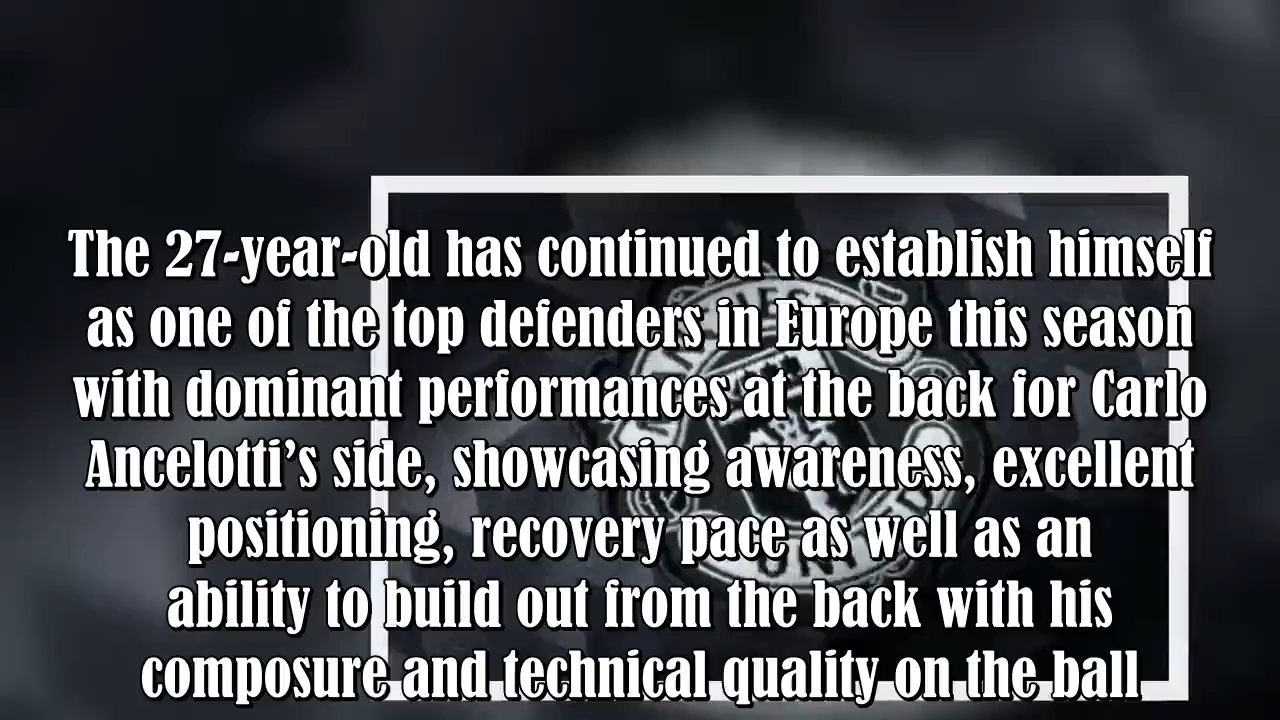 The 27-year-old has continued to establish himself
as one of the top defenders in Europe this season
with dominant performances at the back for Carlo
Ancelotti’s side, showcasing awareness, excellent
positioning, recovery pace as well as an
ability to build out from the back with his
composure and technical quality on the ball.